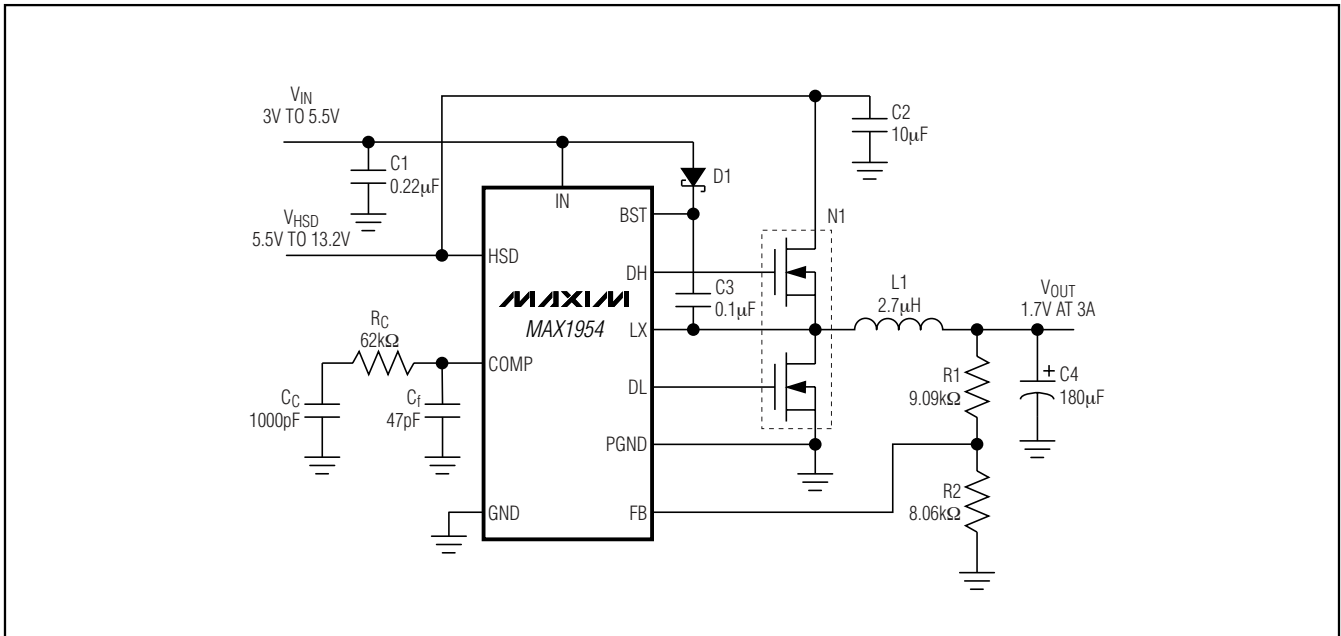 VIN
3V TO 5.5V
C1
0.22μF
VHSD
5.5V TO 13.2V
C2
10μF
D1
IN
BST
N1
HSD
DH
C3
0.1μF
MAXIM
MAX1954
LX
L1
2.7μH
VOUT
1.7V AT 3A
RC
62kΩ
COMP
DL
R1
9.09kΩ
C4
180μF
+
CC
1000pF
Cf
47pF
PGND
R2
8.06kΩ
GND
FB